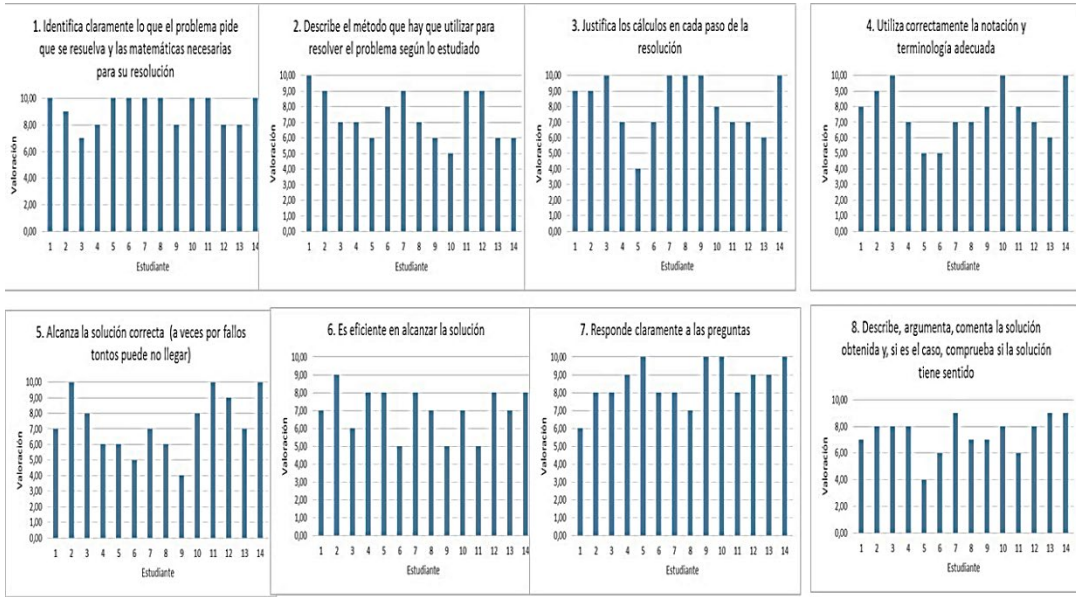 1. Identifica claramente lo que el problema pide
que se resuelva y las matemáticas necesarias
para su resolución
10,00
8,00
6,00
4,00
2,00
0,00
Valoración
1 2 3 4 5 6 7 8 9 10 11 12 13 14
Estudiante
2. Describe el método que hay que utilizar para
resolver el problema según lo estudiado
10,00
9,00
8,00
7,00
6,00
5,00
4,00
3,00
2,00
1,00
0,00
Valoración
1 2 3 4 5 6 7 8 9 10 11 12 13 14
Estudiante
3. Justifica los cálculos en cada paso de la
resolución
10,00
9,00
8,00
7,00
6,00
5,00
4,00
3,00
2,00
1,00
0,00
Valoración
1 2 3 4 5 6 7 8 9 10 11 12 13 14
Estudiante
4. Utiliza correctamente la notación y
terminología adecuada
10,00
9,00
8,00
7,00
6,00
5,00
4,00
3,00
2,00
1,00
0,00
Valoración
1 2 3 4 5 6 7 8 9 10 11 12 13 14
Estudiante
5. Alcanza la solución correcta (a veces por fallos
tontos puede no llegar)
10,00
9,00
8,00
7,00
6,00
5,00
4,00
3,00
2,00
1,00
0,00
Valoración
1 2 3 4 5 6 7 8 9 10 11 12 13 14
Estudiante
6. Es eficiente en alcanzar la solución
10,00
9,00
8,00
7,00
6,00
5,00
4,00
3,00
2,00
1,00
0,00
Valoración
1 2 3 4 5 6 7 8 9 10 11 12 13 14
Estudiante
7. Responde claramente a las preguntas
10,00
9,00
8,00
7,00
6,00
5,00
4,00
3,00
2,00
1,00
0,00
Valoración
1 2 3 4 5 6 7 8 9 10 11 12 13 14
Estudiante
8. Describe, argumenta, comenta la solución
obtenida y, si es el caso, comprueba si la solución
tiene sentido
10,00
8,00
6,00
4,00
2,00
0,00
Valoración
1 2 3 4 5 6 7 8 9 10 11 12 13 14
Estudiante